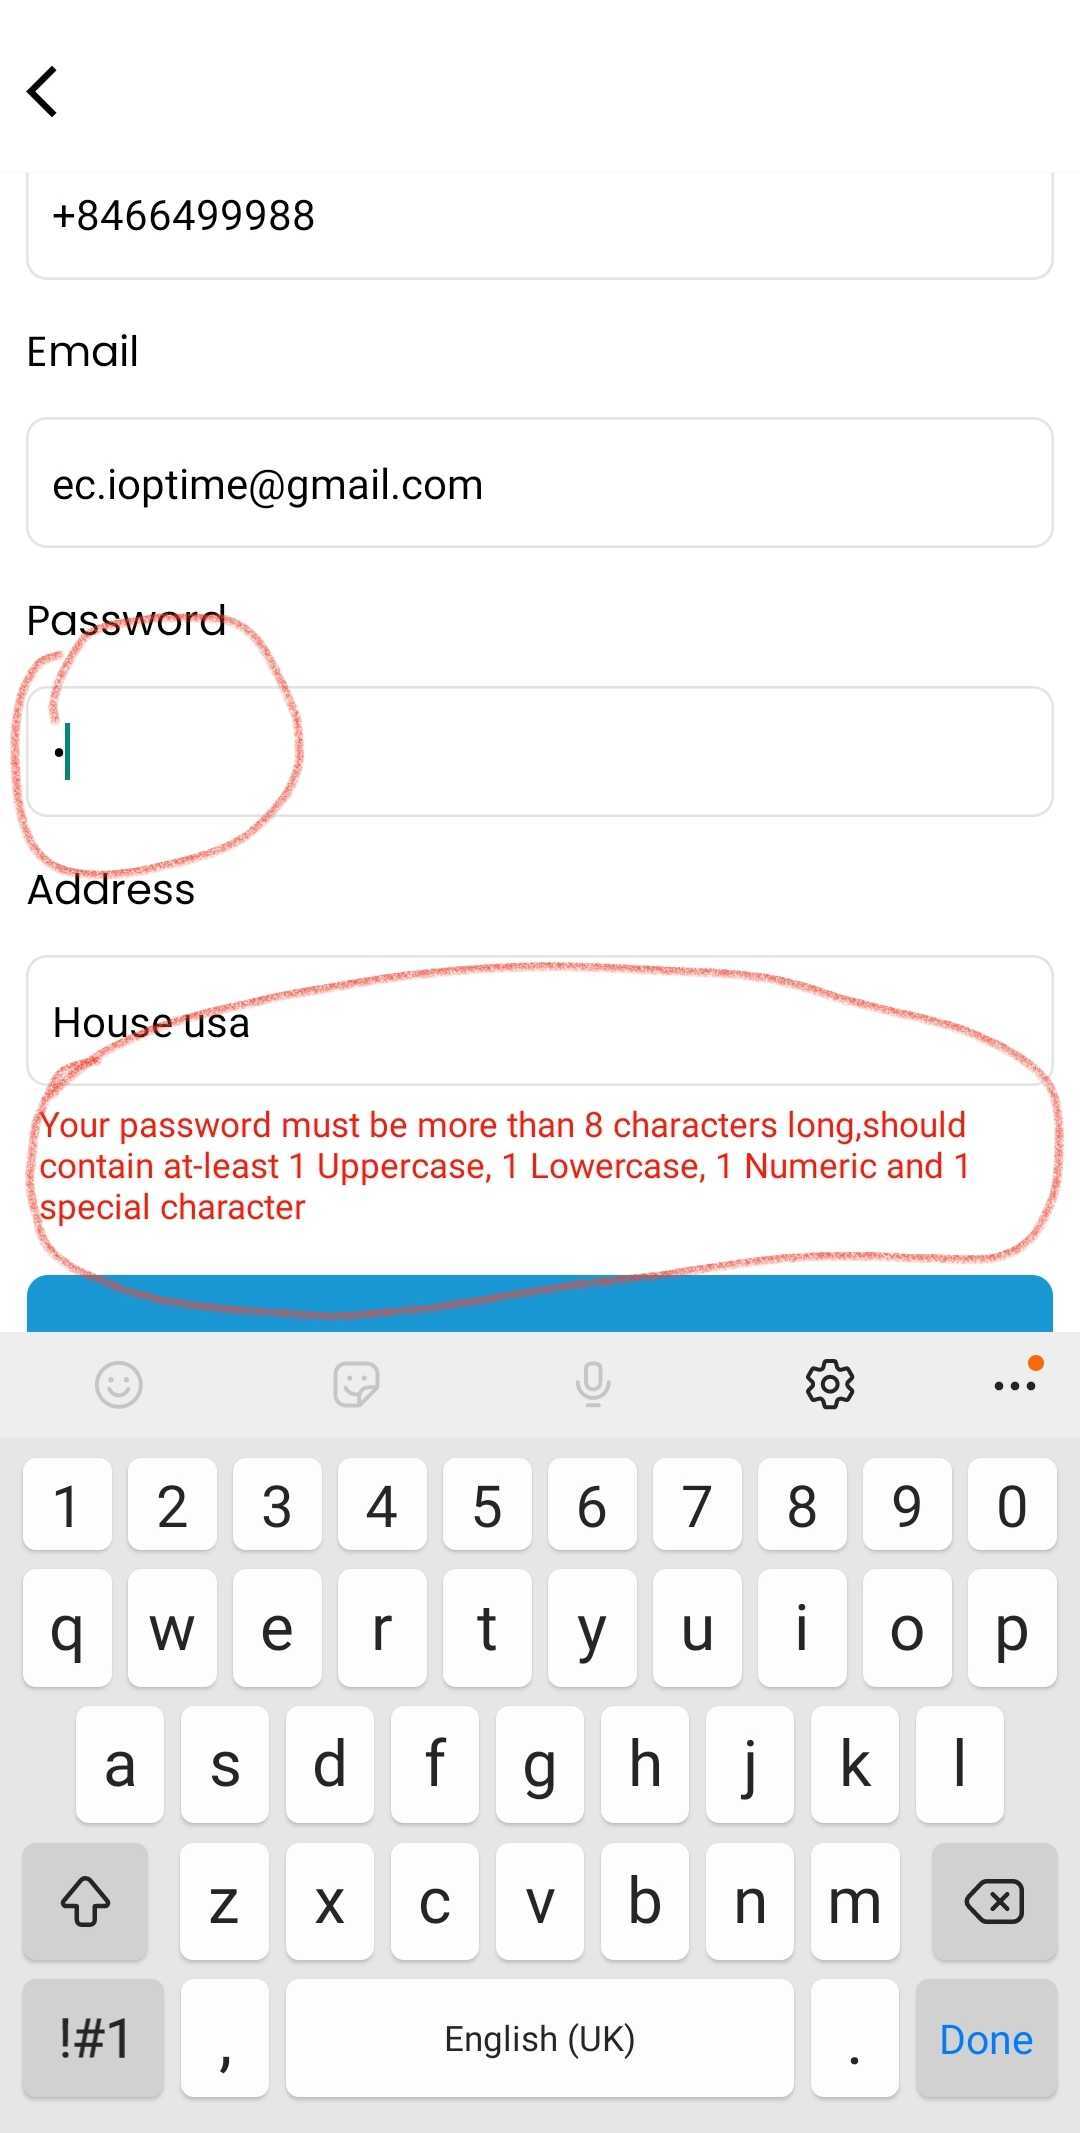 +8466499988
Email
ec.ioptime@gmail.com
Password
Address
House usa
Your password must be more than 8 characters long,should
contain at-least 1 Uppercase, 1 Lowercase, 1 Numeric and 1
special character
1 2 3 4 5 6 7 8 9 0
q w e r t y u i o p
a s d f g h j k l
z x c v b n m
!#1 , English (UK) . Done